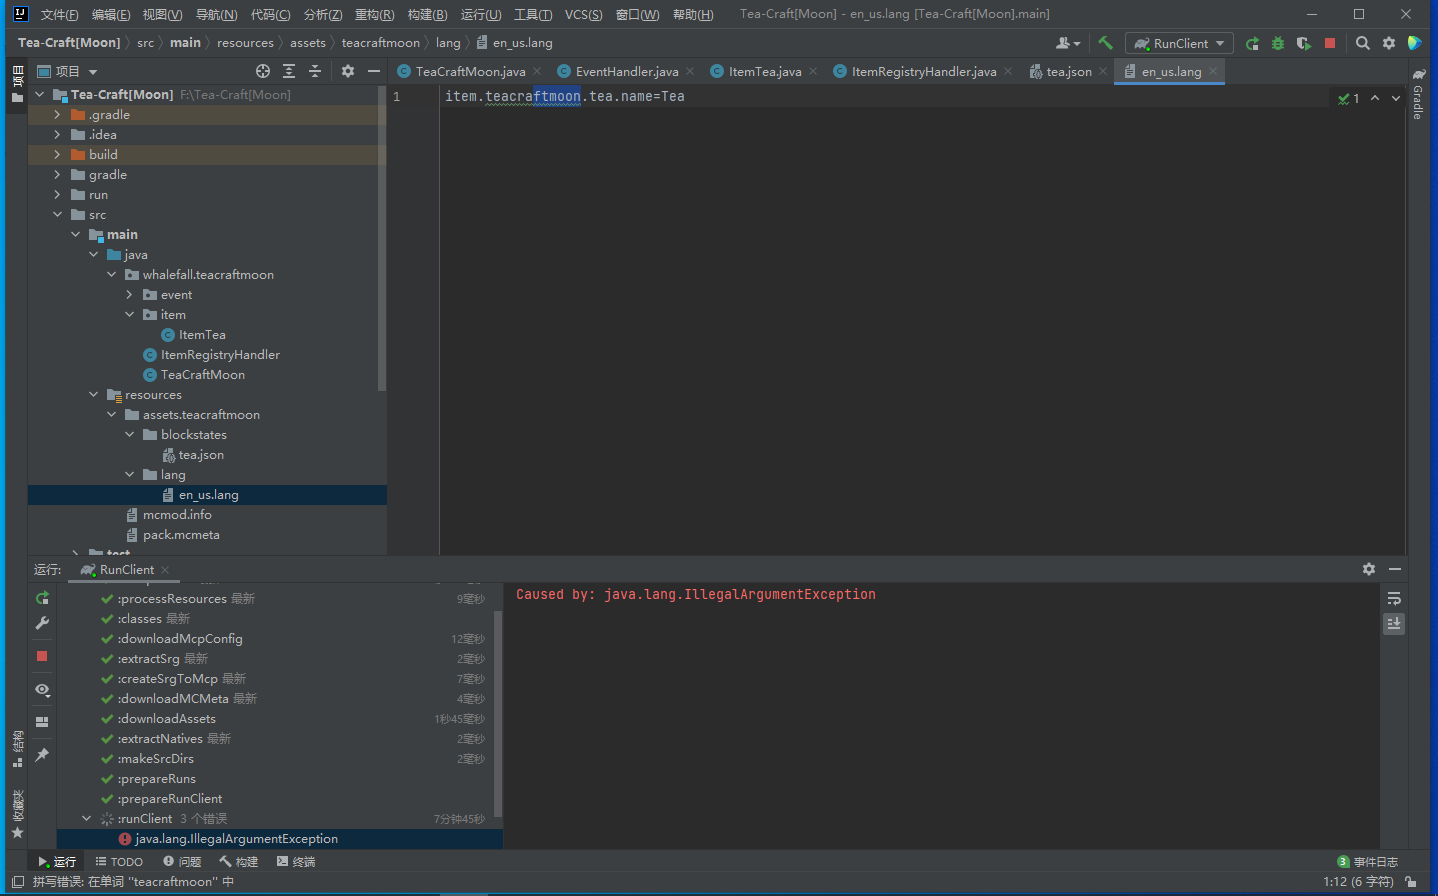 文件(F) 编辑(E) 视图(V) 导航(N) 代码(C) 分析(Z) 重构(R) 构建(B) 运行(U) 工具(T) VCS(S) 窗口(W) 帮助(H) Tea-Craft[Moon] - en_us.lang [Tea-Craft[Moon].main]
Tea-Craft[Moon] src main resources assets teacraftmoon lang en_us.lang RunClient
项目 项目 TeaCraftMoon.java EventHandler.java ItemTea.java ItemRegistryHandler.java tea.json en_us.lang
Gradle
Tea-Craft[Moon] F:\Tea-Craft[Moon]
1 item.teacraftmoon.tea.name=Tea 1
.gradle
.idea
build
gradle
run
src
main
java
whalefall.teacraftmoon
event
item
ItemTea
ItemRegistryHandler
TeaCraftMoon
resources
assets.teacraftmoon
blockstates
tea.json
lang
en_us.lang
mcmod.info
pack.mcmeta
test
运行: RunClient
:processResources 最新 9毫秒
:classes 最新
:downloadMcpConfig 12毫秒
:extractSrg 最新 2毫秒
:createSrgToMcp 最新 7毫秒
:downloadMCMeta 最新 4毫秒
:downloadAssets 1秒45毫秒
:extractNatives 最新 2毫秒
:makeSrcDirs 2毫秒
:prepareRuns
:prepareRunClient
:runClient 3 个错误 7分钟45秒
java.lang.IllegalArgumentException
Caused by: java.lang.IllegalArgumentException
结构
收藏夹
运行 TODO 问题 构建 终端 3 事件日志
拼写错误: 在单词 "teacraftmoon" 中 1:12 (6 字符)